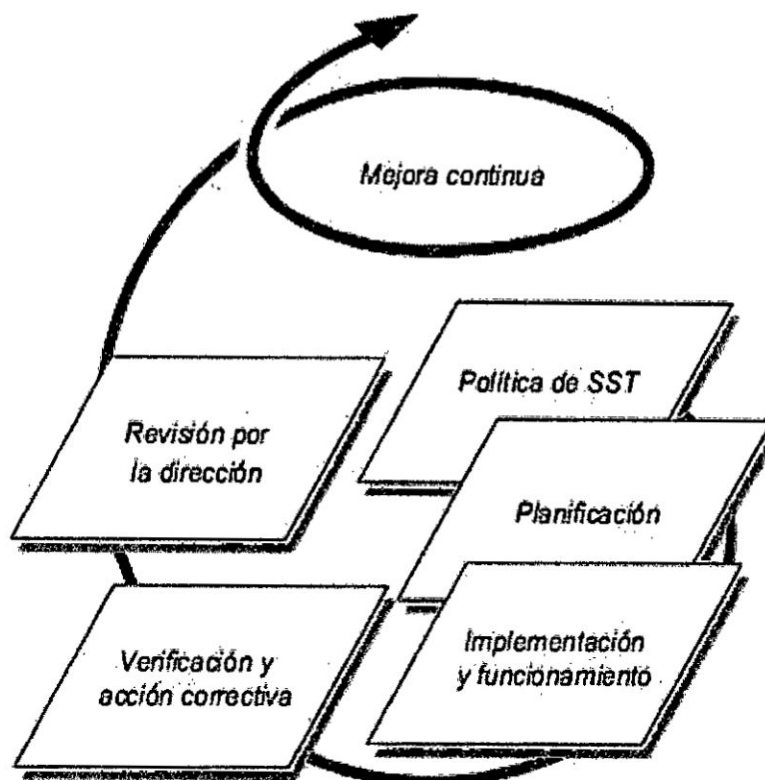 Mejora continua
Política de SST
Revisión por
la dirección
Planificación
Implementación
y funcionamiento
Verificación y
acción correctiva